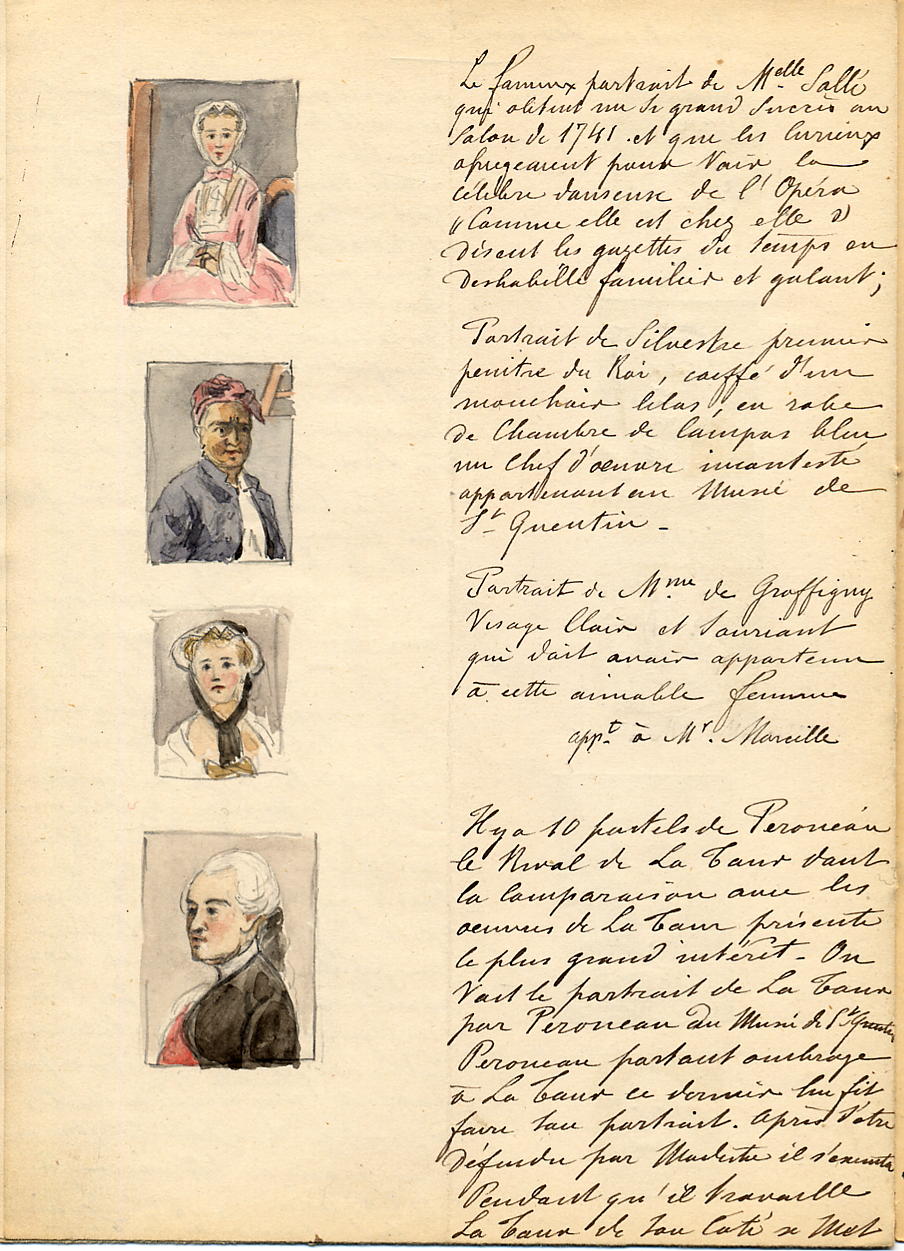 Le fameux portrait de Melle Sallé
qui obtint un si grand succès au
Salon de 1741 et que les curieux
assiegeaient pour voir la
célèbre danseuse de l'Opéra
"Comme elle est chez elle"
disent les gazettes du temps en
deshabillé familier et galant;
Portrait de Silvestre premier
peintre du Roi, coiffé d'un
mouchoir lilas, en robe
de Chambre de Lampas bleu
un Chef d'œuvre incontesté
appartenant au Musée de
St Quentin -
Portrait de Mme de Graffigny
Visage Clair et Souriant
qui doit avoir appartenu
à cette aimable femme
appt à Mr. Marcille
Il y a 10 pastels de Peroneau
le Rival de La Tour dont
la Comparaison avec les
oeuvres de La Tour présente
le plus grand intérêt - On
Voit le portrait de La Tour
par Peroneau du Musée de St Quentin
Peroneau portant ombrage
à La Tour ce dernier lui fit
faire son portrait. Après s'être
défendu par Modestie il s'executa
Pendant qu'il travaille
La Tour de son Coté se Met